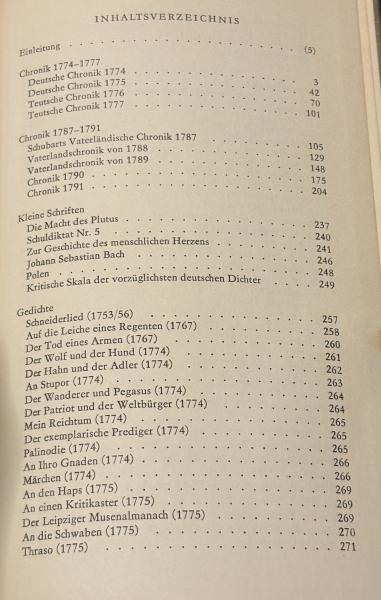 INHALTSVERZEICHNIS
Einleitung . . . . . . . . . . . . . . . . . . . . (5)
Chronik 1774–1777
Deutsche Chronik 1774 . . . . . . . . . . . . . . 3
Deutsche Chronik 1775 . . . . . . . . . . . . . . 42
Teutsche Chronik 1776 . . . . . . . . . . . . . . 70
Teutsche Chronik 1777 . . . . . . . . . . . . . . 101
Chronik 1787–1791
Schubarts Vaterländische Chronik 1787 . . . . . . 105
Vaterlandschronik von 1788 . . . . . . . . . . . . 129
Vaterlandschronik von 1789 . . . . . . . . . . . . 148
Chronik 1790 . . . . . . . . . . . . . . . . . . . 175
Chronik 1791 . . . . . . . . . . . . . . . . . . . 204
Kleine Schriften
Die Macht des Plutus . . . . . . . . . . . . . . . 237
Schuldiktat Nr. 5 . . . . . . . . . . . . . . . . 240
Zur Geschichte des menschlichen Herzens . . . . . 241
Johann Sebastian Bach . . . . . . . . . . . . . . 246
Polen . . . . . . . . . . . . . . . . . . . . . . 248
Kritische Skala der vorzüglichsten deutschen Dichter . 249
Gedichte
Schneiderlied (1753/56) . . . . . . . . . . . . . 257
Auf die Leiche eines Regenten (1767) . . . . . . . 258
Der Tod eines Armen (1767) . . . . . . . . . . . . 260
Der Wolf und der Hund (1774) . . . . . . . . . . . 261
Der Hahn und der Adler (1774) . . . . . . . . . . 262
An Stupor (1774) . . . . . . . . . . . . . . . . . 263
Der Wanderer und Pegasus (1774) . . . . . . . . . 264
Der Patriot und der Weltbürger (1774) . . . . . . 264
Mein Reichtum (1774) . . . . . . . . . . . . . . . 265
Der exemplarische Prediger (1774) . . . . . . . . 265
Palinodie (1774) . . . . . . . . . . . . . . . . . 265
An Ihro Gnaden (1774) . . . . . . . . . . . . . . 266
Märchen (1774) . . . . . . . . . . . . . . . . . . 266
An den Haps (1775) . . . . . . . . . . . . . . . . 269
An einen Kritikaster (1775) . . . . . . . . . . . 269
Der Leipziger Musenalmanach (1775) . . . . . . . . 269
An die Schwaben (1775) . . . . . . . . . . . . . . 270
Thraso (1775) . . . . . . . . . . . . . . . . . . 271